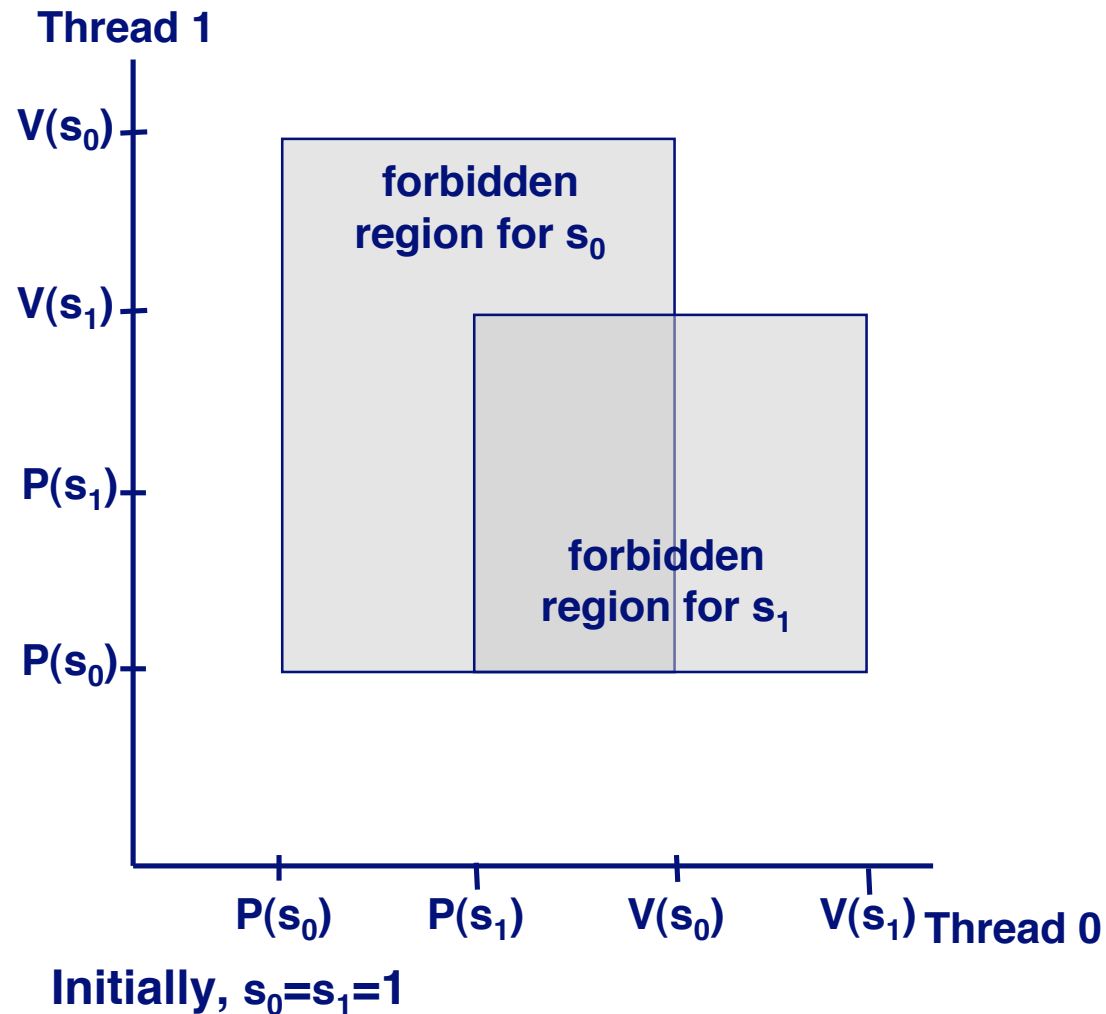 Thread 1
V(s₀)
forbidden
region for s₀
V(s₁)
P(s₁)
forbidden
region for s₁
P(s₀)
P(s₀) P(s₁) V(s₀) V(s₁) Thread 0
Initially, s₀=s₁=1